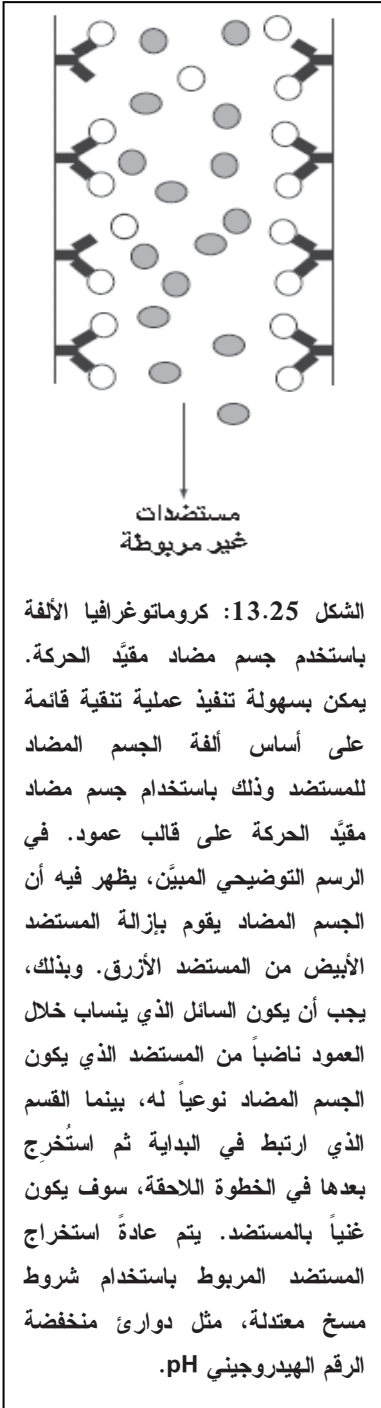 مستضدات
غير مربوطة
الشكل 13.25: كروماتوغرافيا الألفة
باستخدم جسم مضاد مقيَّد الحركة.
يمكن بسهولة تنفيذ عملية تنقية قائمة
على أساس ألفة الجسم المضاد
للمستضد وذلك باستخدام جسم مضاد
مقيَّد الحركة على قالب عمود. في
الرسم التوضيحي المبيَّن، يظهر فيه أن
الجسم المضاد يقوم بإزالة المستضد
الأبيض من المستضد الأزرق. وبذلك،
يجب أن يكون السائل الذي ينساب خلال
العمود ناضباً من المستضد الذي يكون
الجسم المضاد نوعياً له، بينما القسم
الذي ارتبط في البداية ثم استُخرِج
بعدها في الخطوة اللاحقة، سوف يكون
غنياً بالمستضد. يتم عادةً استخراج
المستضد المربوط باستخدام شروط
مسخ معتدلة، مثل دوارئ منخفضة
الرقم الهيدروجيني pH.